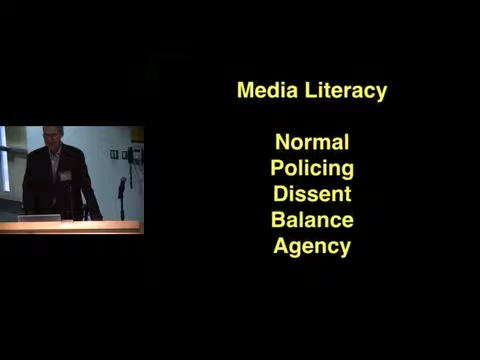 Media Literacy
Normal
Policing
Dissent
Balance
Agency